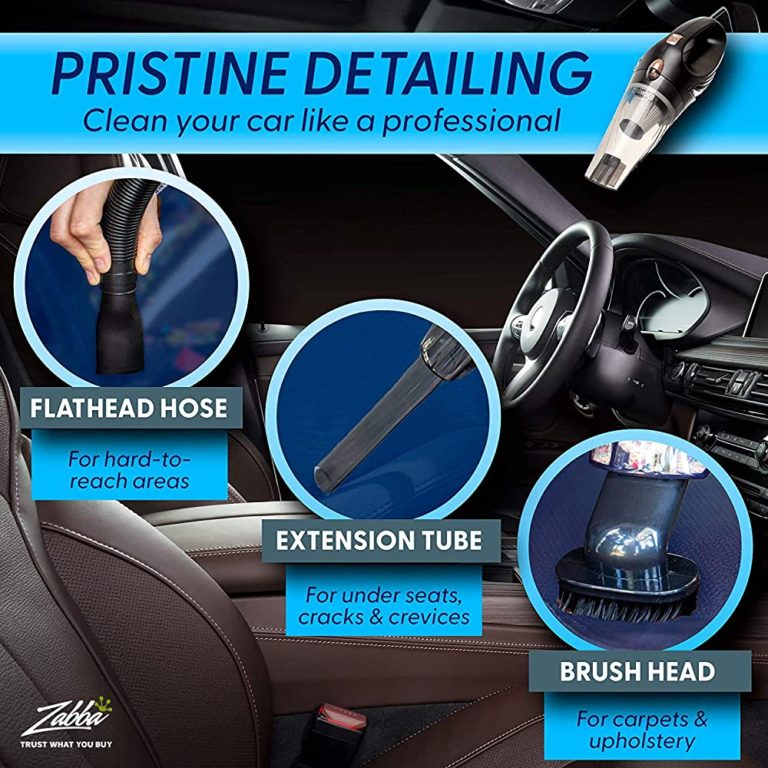 PRISTINE DETAILING
Clean your car like a professional
FLATHEAD HOSE
For hard-to-
reach areas
EXTENSION TUBE
For under seats,
cracks & crevices
BRUSH HEAD
For carpets &
upholstery
Zabba
TRUST WHAT YOU BUY